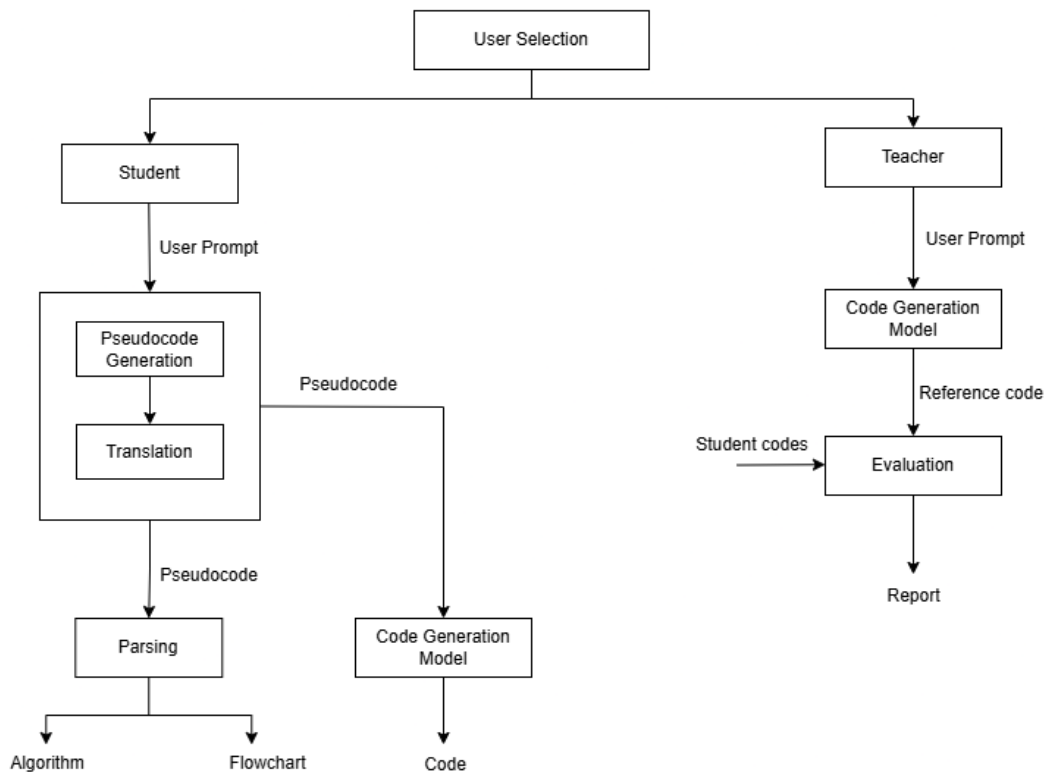 User Selection
Student
Teacher
User Prompt
User Prompt
Pseudocode
Generation
Code Generation
Model
Pseudocode
Reference code
Translation
Student codes
Evaluation
Pseudocode
Report
Parsing
Code Generation
Model
Algorithm
Flowchart
Code